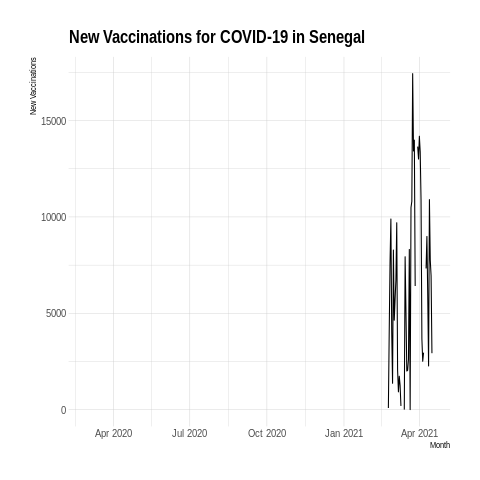 New Vaccinations for COVID-19 in Senegal
New Vaccinations
15000
10000
5000
0
Apr 2020 Jul 2020 Oct 2020 Jan 2021 Apr 2021
Month